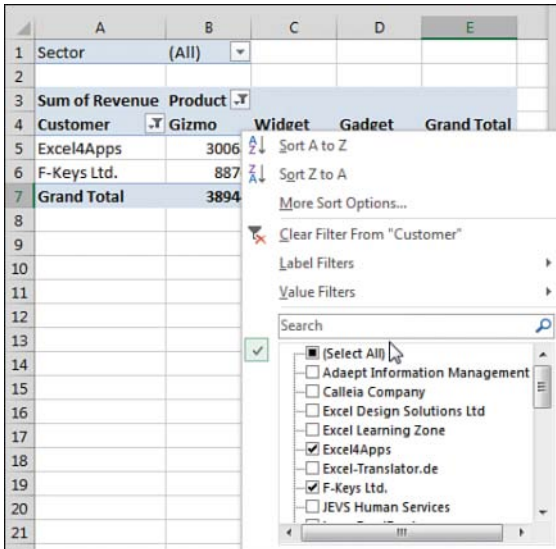 A B C D E
1 Sector (All)
2
3 Sum of Revenue Product
4 Customer Gizmo Widget Gadget Grand Total
5 Excel4Apps 3006
6 F-Keys Ltd. 887
7 Grand Total 3894
8
9
10
11
12
13
14
15
16
17
18
19
20
21
Sort A to Z
Sort Z to A
More Sort Options...
Clear Filter From "Customer"
Label Filters
Value Filters
Search
(Select All)
Adaept Information Management
Calleia Company
Excel Design Solutions Ltd
Excel Learning Zone
Excel4Apps
Excel-Translator.de
F-Keys Ltd.
JEVS Human Services